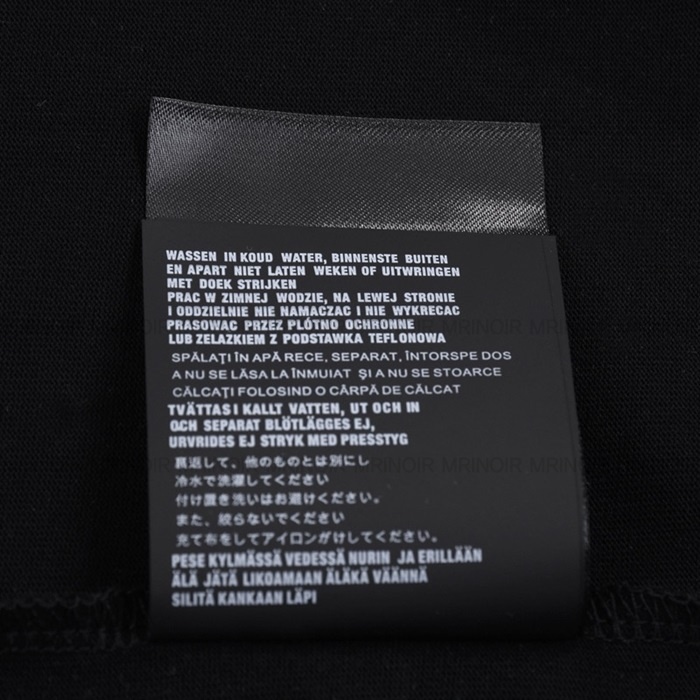 WASSEN IN KOUD WATER, BINNENSTE BUITEN
EN APART NIET LATEN WEKEN OF UITWRINGEN
MET DOEK STRIJKEN
PRAC W ZIMNEJ WODZIE, NA LEWEJ STRONIE
I ODDZIELNIE NIE NAMACZAC I NIE WYKRECAC
PRASOWAC PRZEZ PLÓTNO OCHRONNE
LUB ZELAZKIEM Z PODSTAWKA TEFLONOWA
SPĂLAȚI ÎN APĂ RECE, SEPARAT, ÎNTORSPE DOS
A NU SE LĂSA LA ÎNMUIAT ȘI A NU SE STOARCE
CĂLCAȚI FOLOSIND O CÂRPĂ DE CĂLCAT
TVÄTTAS I KALLT VATTEN, UT OCH IN
OCH SEPARAT BLÖTLÄGGES EJ,
URVRIDES EJ STRYK MED PRESSTYG
裏返して、他のものとは別にし
冷水で洗濯してください
付け置き洗いはお避けください。
また、絞らないでください
充て布をしてアイロンがけしてください。
PESE KYLMÄSSÄ VEDESSÄ NURIN JA ERILLÄÄN
ÄLÄ JÄTÄ LIKOAMAAN ÄLÄKÄ VÄÄNNÄ
SILITÄ KANKAAN LÄPI
MRINOIR MRINOIR
MRINOIR MRINOIR